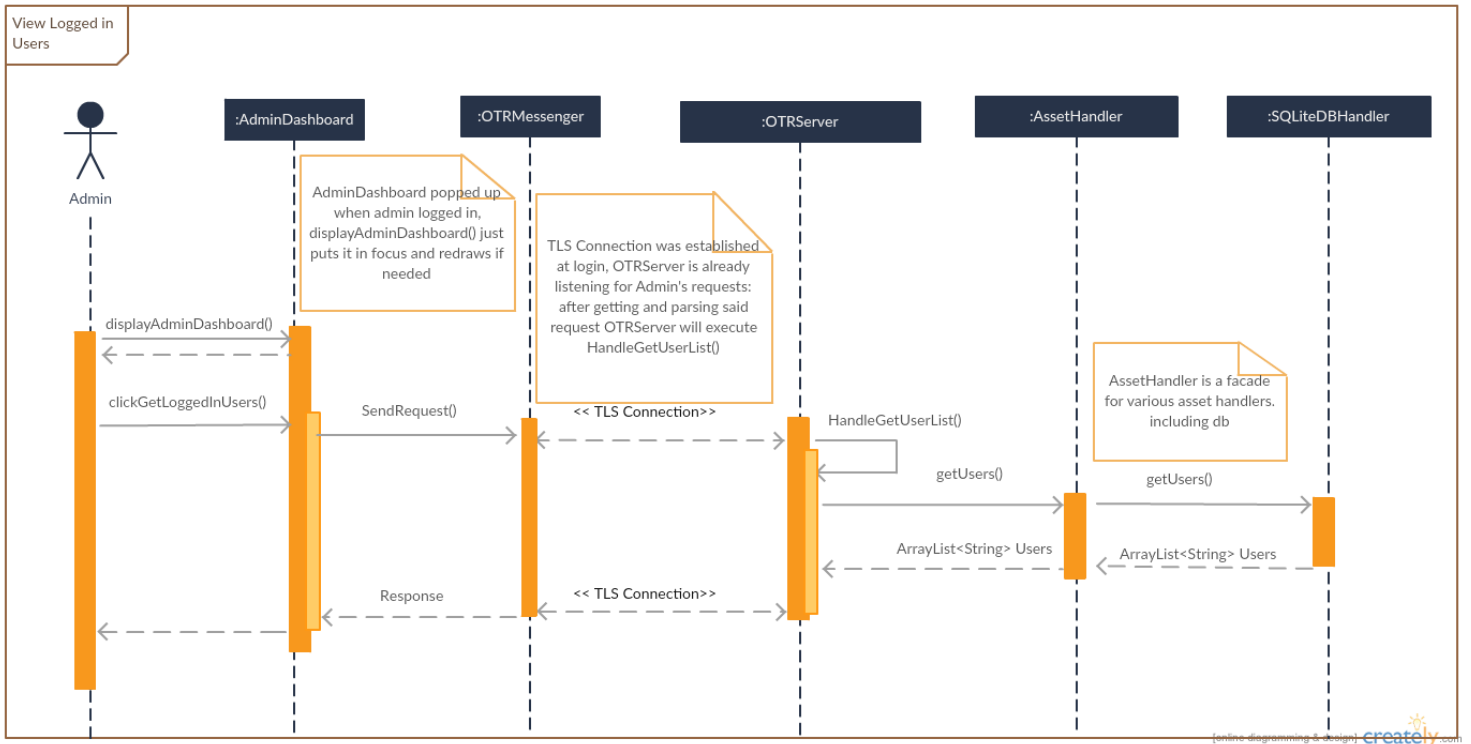 View Logged in
Users
:AdminDashboard
:OTRMessenger
:OTRServer
:AssetHandler
:SQLiteDBHandler
Admin
AdminDashboard popped up
when admin logged in,
displayAdminDashboard() just
puts it in focus and redraws if
needed
TLS Connection was established
at login, OTRServer is already
listening for Admin's requests:
after getting and parsing said
request OTRServer will execute
HandleGetUserList()
AssetHandler is a facade
for various asset handlers.
including db
displayAdminDashboard()
clickGetLoggedInUsers()
SendRequest()
<< TLS Connection>>
HandleGetUserList()
getUsers()
getUsers()
ArrayList<String> Users
ArrayList<String> Users
Response
<< TLS Connection>>
[online diagramming & design] creately.com